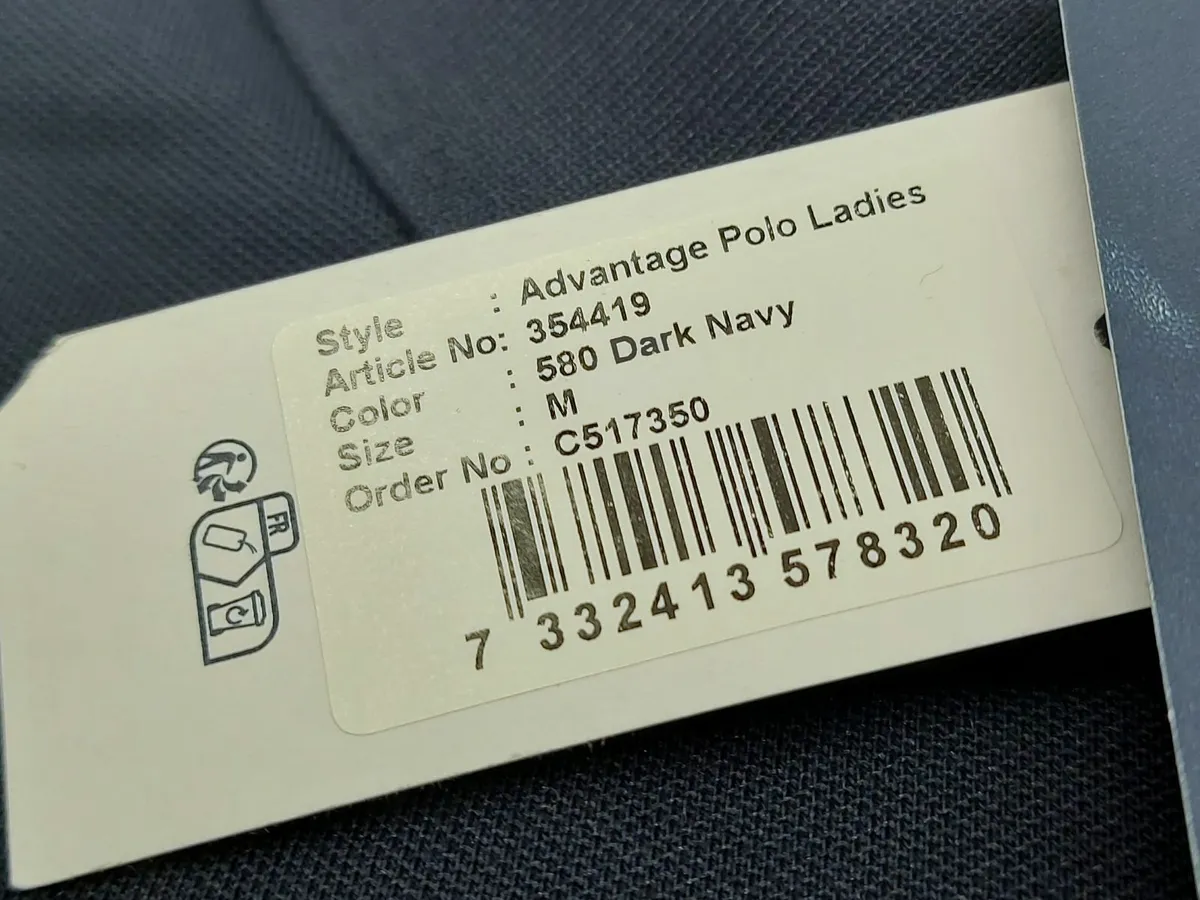 Style : Advantage Polo Ladies
Article No: 354419
Color : 580 Dark Navy
Size : M
Order No : C517350
7 332413 578320
FR